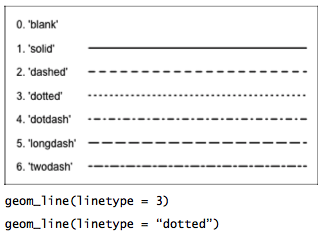 0. 'blank'
1. 'solid'
2. 'dashed'
3. 'dotted'
4. 'dotdash'
5. 'longdash'
6. 'twodash'
geom_line(linetype = 3)
geom_line(linetype = “dotted”)